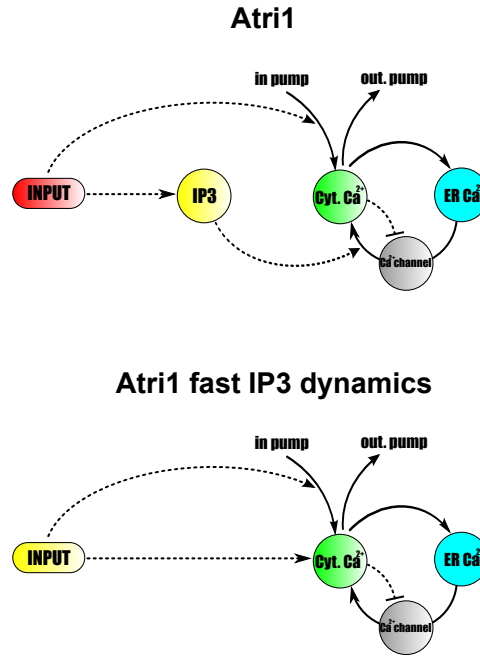 Atri1
in pump
out. pump
INPUT
IP3
Cyt. Ca2+
ER Ca2
Ca2+channel
Atri1 fast IP3 dynamics
in pump
out. pump
INPUT
Cyt. Ca2+
ER Ca2
Ca2+channel